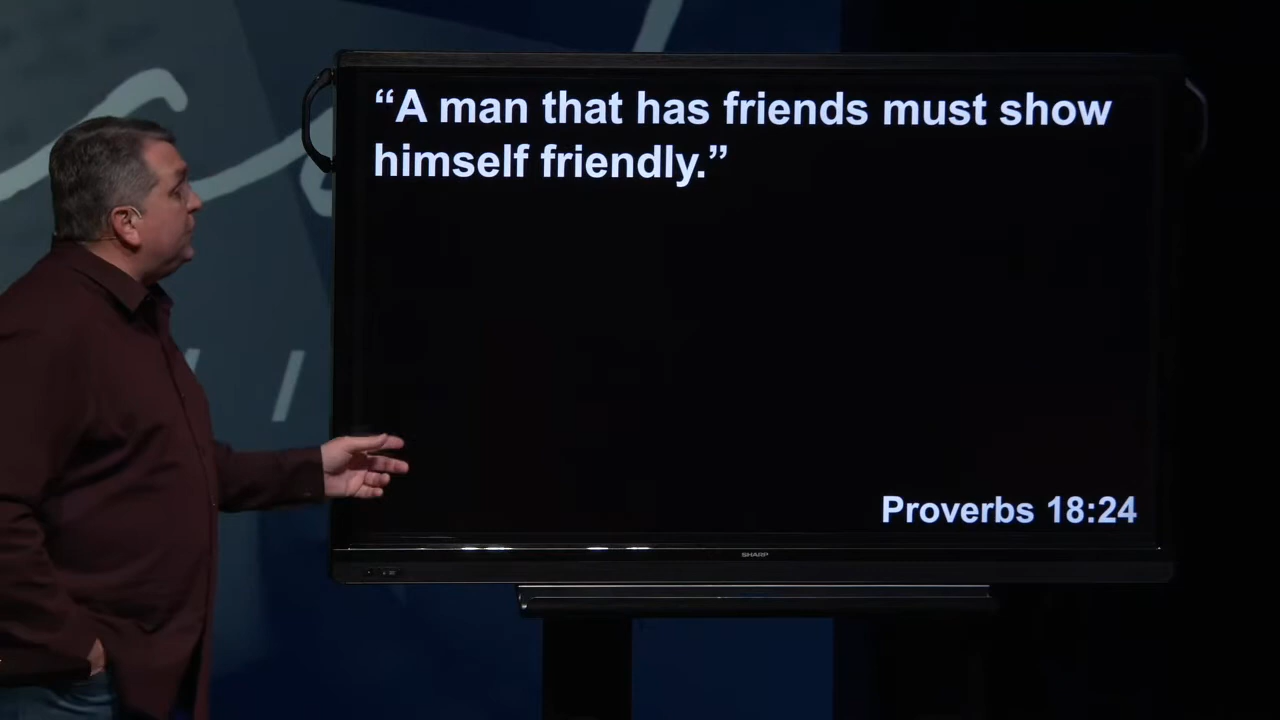 “A man that has friends must show
himself friendly.”
Proverbs 18:24
SHARP